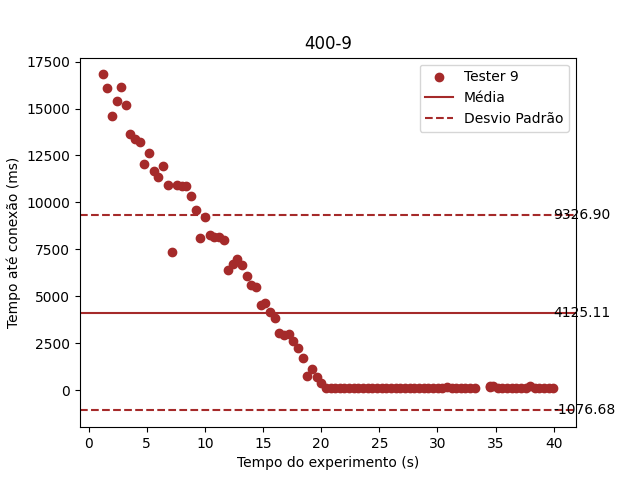 400-9
Tempo até conexão (ms)
17500
15000
12500
10000
7500
5000
2500
0
Tester 9
Média
Desvio Padrão
9326.90
4125.11
-1076.68
0 5 10 15 20 25 30 35 40
Tempo do experimento (s)